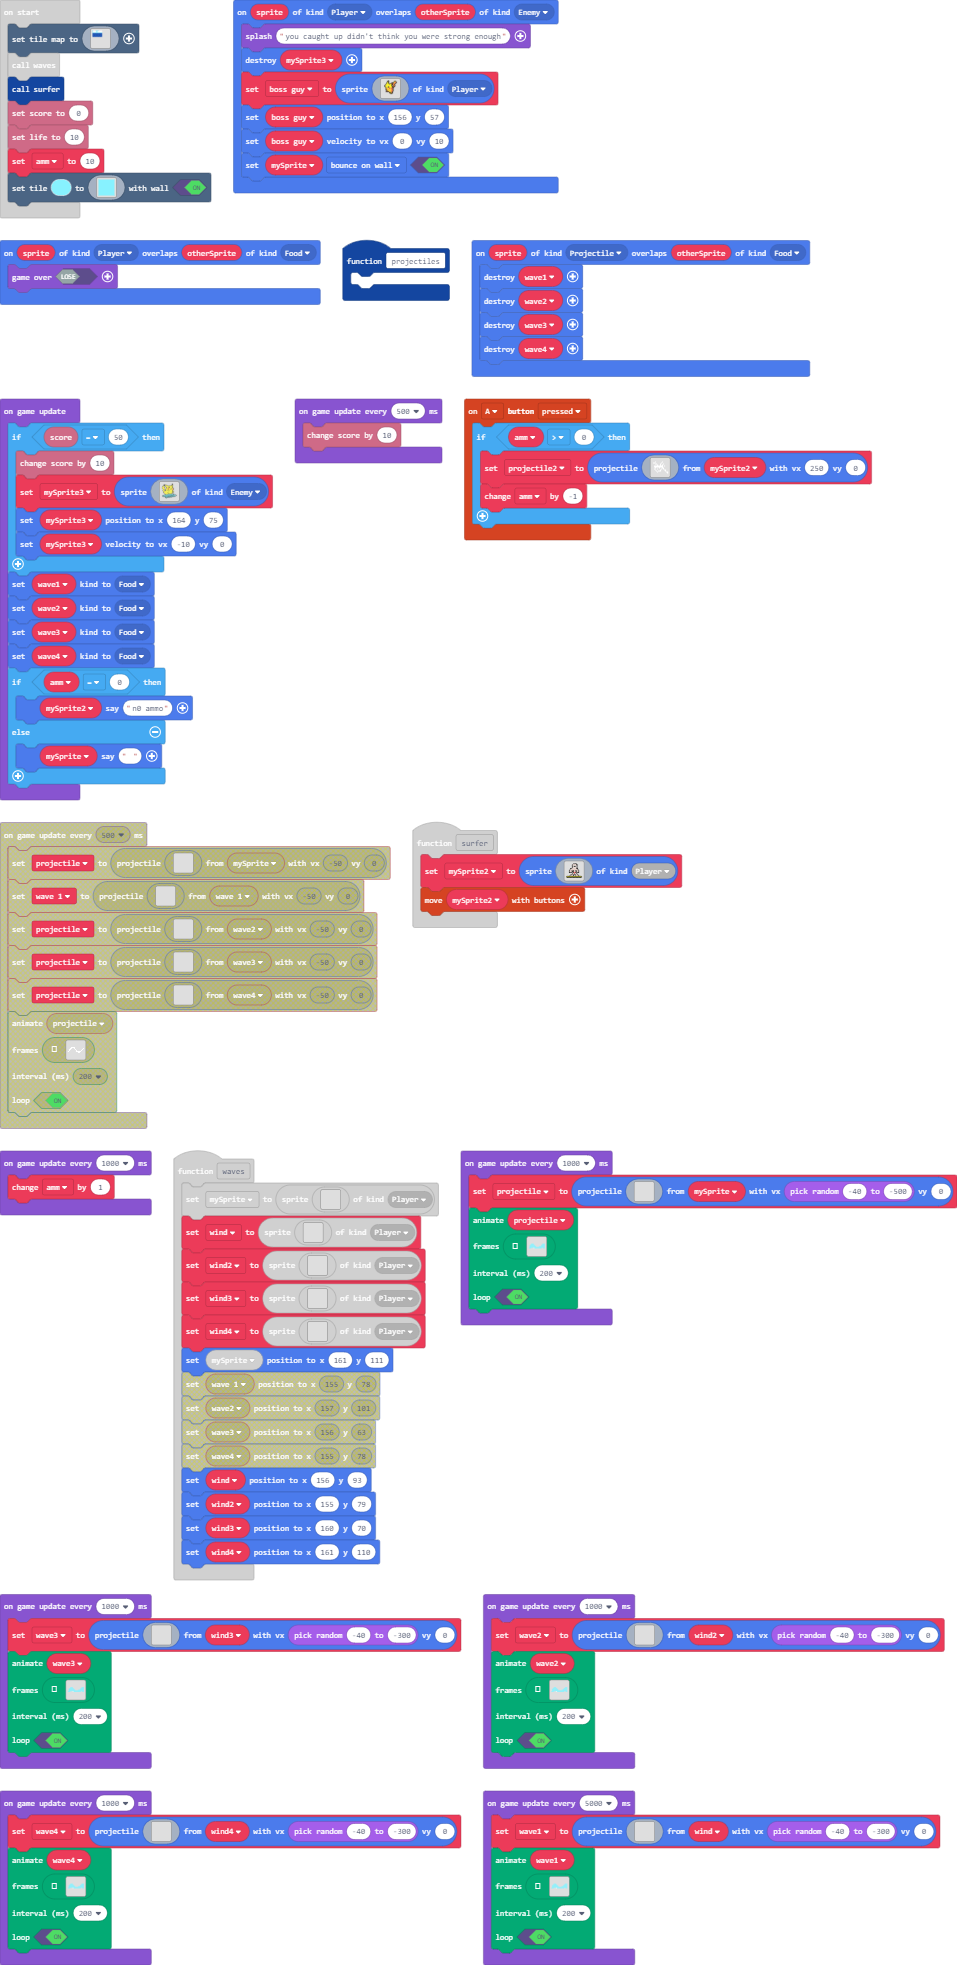 on start
set tile map to
call waves
call surfer
set score to 0
set life to 10
set amm to 10
set tile to with wall ON
on sprite of kind Player overlaps otherSprite of kind Enemy
splash "you caught up didn't think you were strong enough"
destroy mySprite3
set boss guy to sprite of kind Player
set boss guy position to x 156 y 57
set boss guy velocity to vx 0 vy 10
set mySprite bounce on wall ON
on sprite of kind Player overlaps otherSprite of kind Food
game over LOSE
function projectiles
on sprite of kind Projectile overlaps otherSprite of kind Food
destroy wave1
destroy wave2
destroy wave3
destroy wave4
on game update
if score = 50 then
change score by 10
set mySprite3 to sprite of kind Enemy
set mySprite3 position to x 164 y 75
set mySprite3 velocity to vx -10 vy 0
set wave1 kind to Food
set wave2 kind to Food
set wave3 kind to Food
set wave4 kind to Food
if amm = 0 then
mySprite2 say "n0 ammo"
else
mySprite say " "
on game update every 500 ms
change score by 10
on A button pressed
if amm > 0 then
set projectile2 to projectile from mySprite2 with vx 250 vy 0
change amm by -1
on game update every 500 ms
set projectile to projectile from mySprite with vx -50 vy 0
set wave 1 to projectile from wave 1 with vx -50 vy 0
set projectile to projectile from wave2 with vx -50 vy 0
set projectile to projectile from wave3 with vx -50 vy 0
set projectile to projectile from wave4 with vx -50 vy 0
animate projectile
frames
interval (ms) 200
loop ON
function surfer
set mySprite2 to sprite of kind Player
move mySprite2 with buttons
on game update every 1000 ms
change amm by 1
function waves
set mySprite to sprite of kind Player
set wind to sprite of kind Player
set wind2 to sprite of kind Player
set wind3 to sprite of kind Player
set wind4 to sprite of kind Player
set mySprite position to x 161 y 111
set wave 1 position to x 155 y 78
set wave2 position to x 157 y 101
set wave3 position to x 156 y 63
set wave4 position to x 155 y 78
set wind position to x 156 y 93
set wind2 position to x 155 y 79
set wind3 position to x 160 y 70
set wind4 position to x 161 y 110
on game update every 1000 ms
set projectile to projectile from mySprite with vx pick random -40 to -500 vy 0
animate projectile
frames
interval (ms) 200
loop ON
on game update every 1000 ms
set wave3 to projectile from wind3 with vx pick random -40 to -300 vy 0
animate wave3
frames
interval (ms) 200
loop ON
on game update every 1000 ms
set wave2 to projectile from wind2 with vx pick random -40 to -300 vy 0
animate wave2
frames
interval (ms) 200
loop ON
on game update every 1000 ms
set wave4 to projectile from wind4 with vx pick random -40 to -300 vy 0
animate wave4
frames
interval (ms) 200
loop ON
on game update every 5000 ms
set wave1 to projectile from wind with vx pick random -40 to -300 vy 0
animate wave1
frames
interval (ms) 200
loop ON